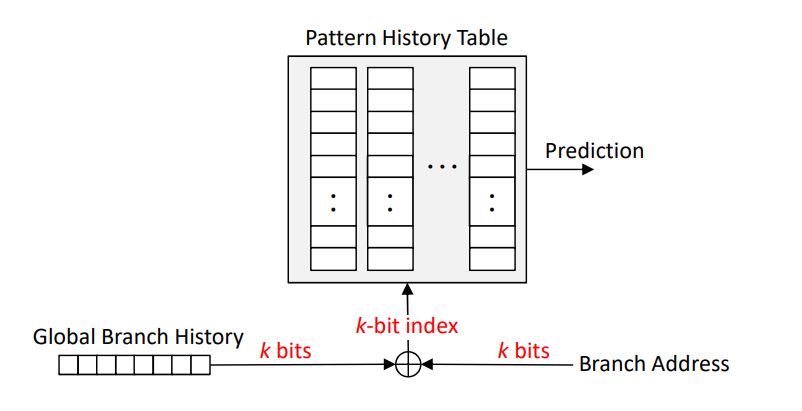 Pattern History Table
...
:
:
:
Prediction
k-bit index
Global Branch History
k bits
k bits
Branch Address